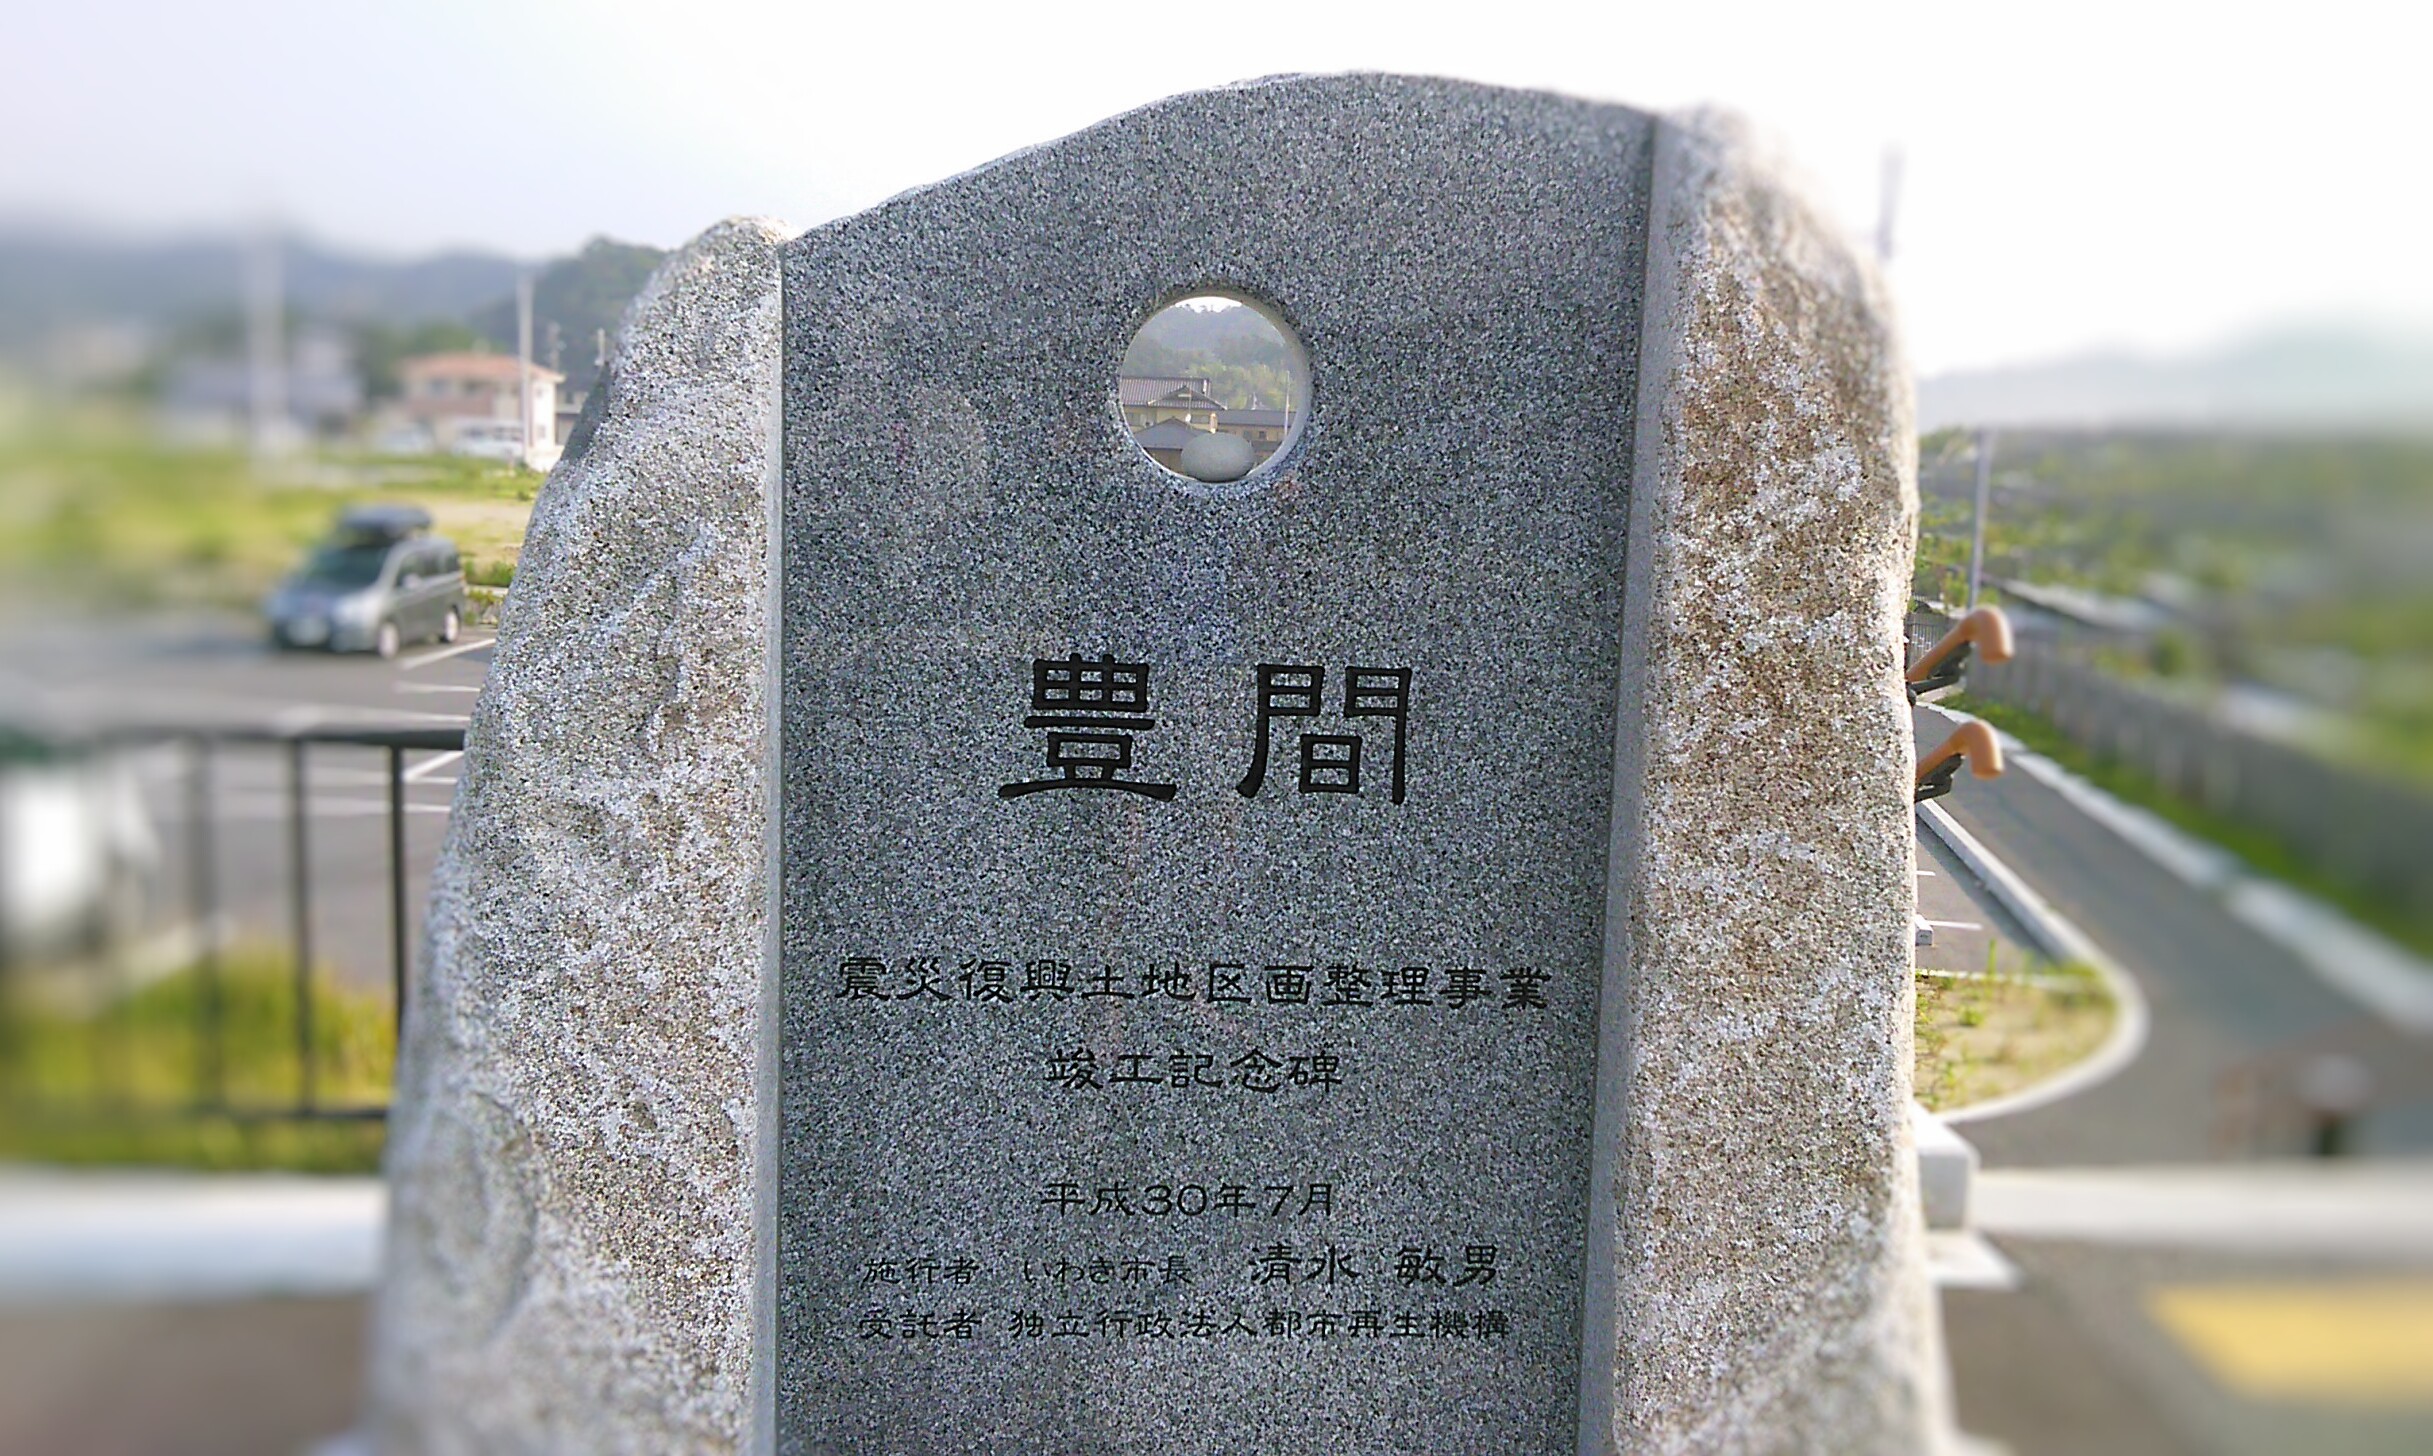 豊間
震災復興土地区画整理事業
竣工記念碑
平成30年7月
施行者 いわき市長 清水 敏男
受託者 独立行政法人都市再生機構